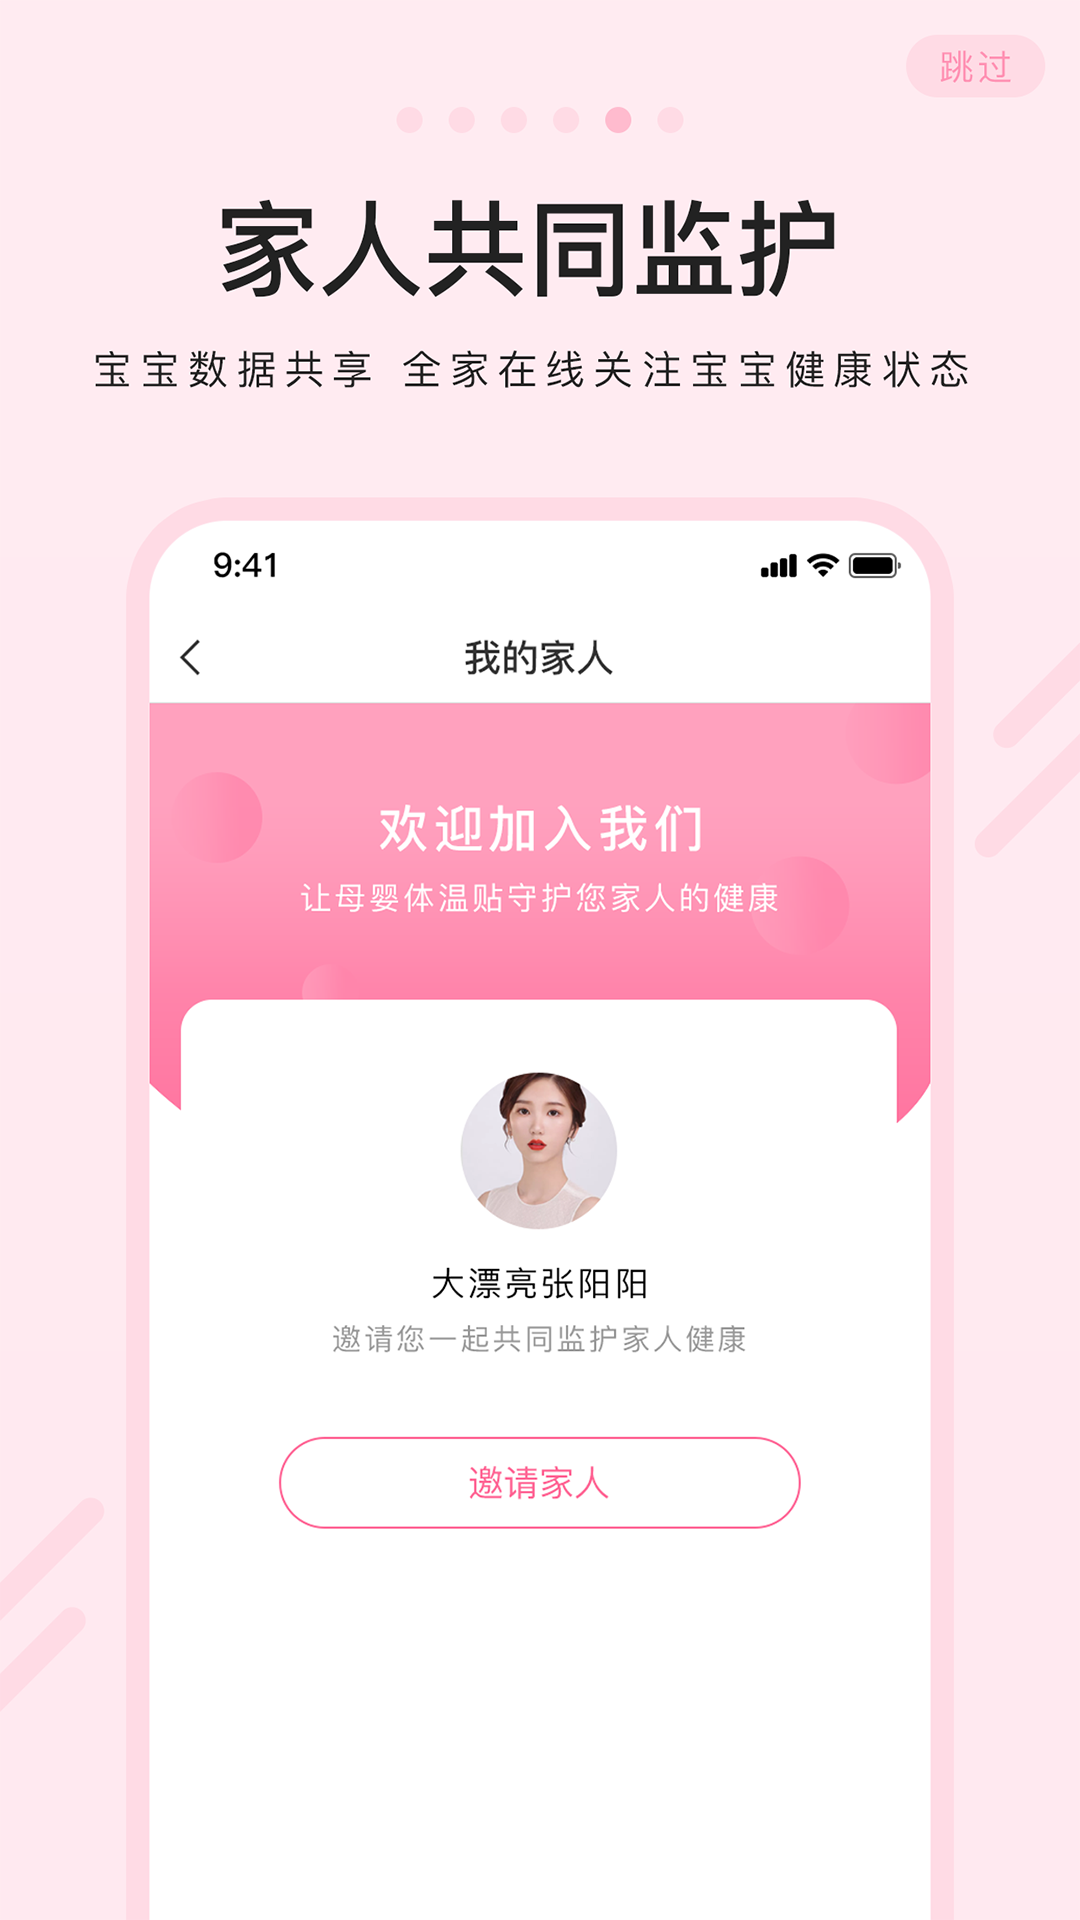 跳过
家人共同监护
宝宝数据共享 全家在线关注宝宝健康状态
9:41
我的家人
欢迎加入我们
让母婴体温贴守护您家人的健康
大漂亮张阳阳
邀请您一起共同监护家人健康
邀请家人